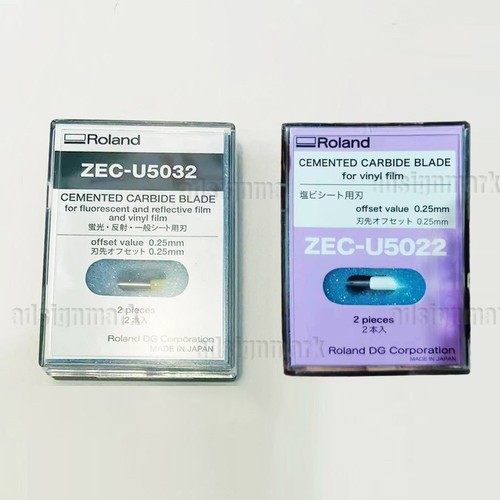 Roland
ZEC-U5032
CEMENTED CARBIDE BLADE
for fluorescent and reflective film
and vinyl film
蛍光・反射・一般シート用刃
offset value 0.25mm
刃先オフセット 0.25mm
2 pieces
2本入
Roland DG Corporation
MADE IN JAPAN
Roland
CEMENTED CARBIDE BLADE
for vinyl film
塩ビシート用刃
offset value 0.25mm
刃先オフセット 0.25mm
ZEC-U5022
2 pieces
2本入
Roland DG Corporation
MADE IN JAPAN
adsignmark
adsignmark